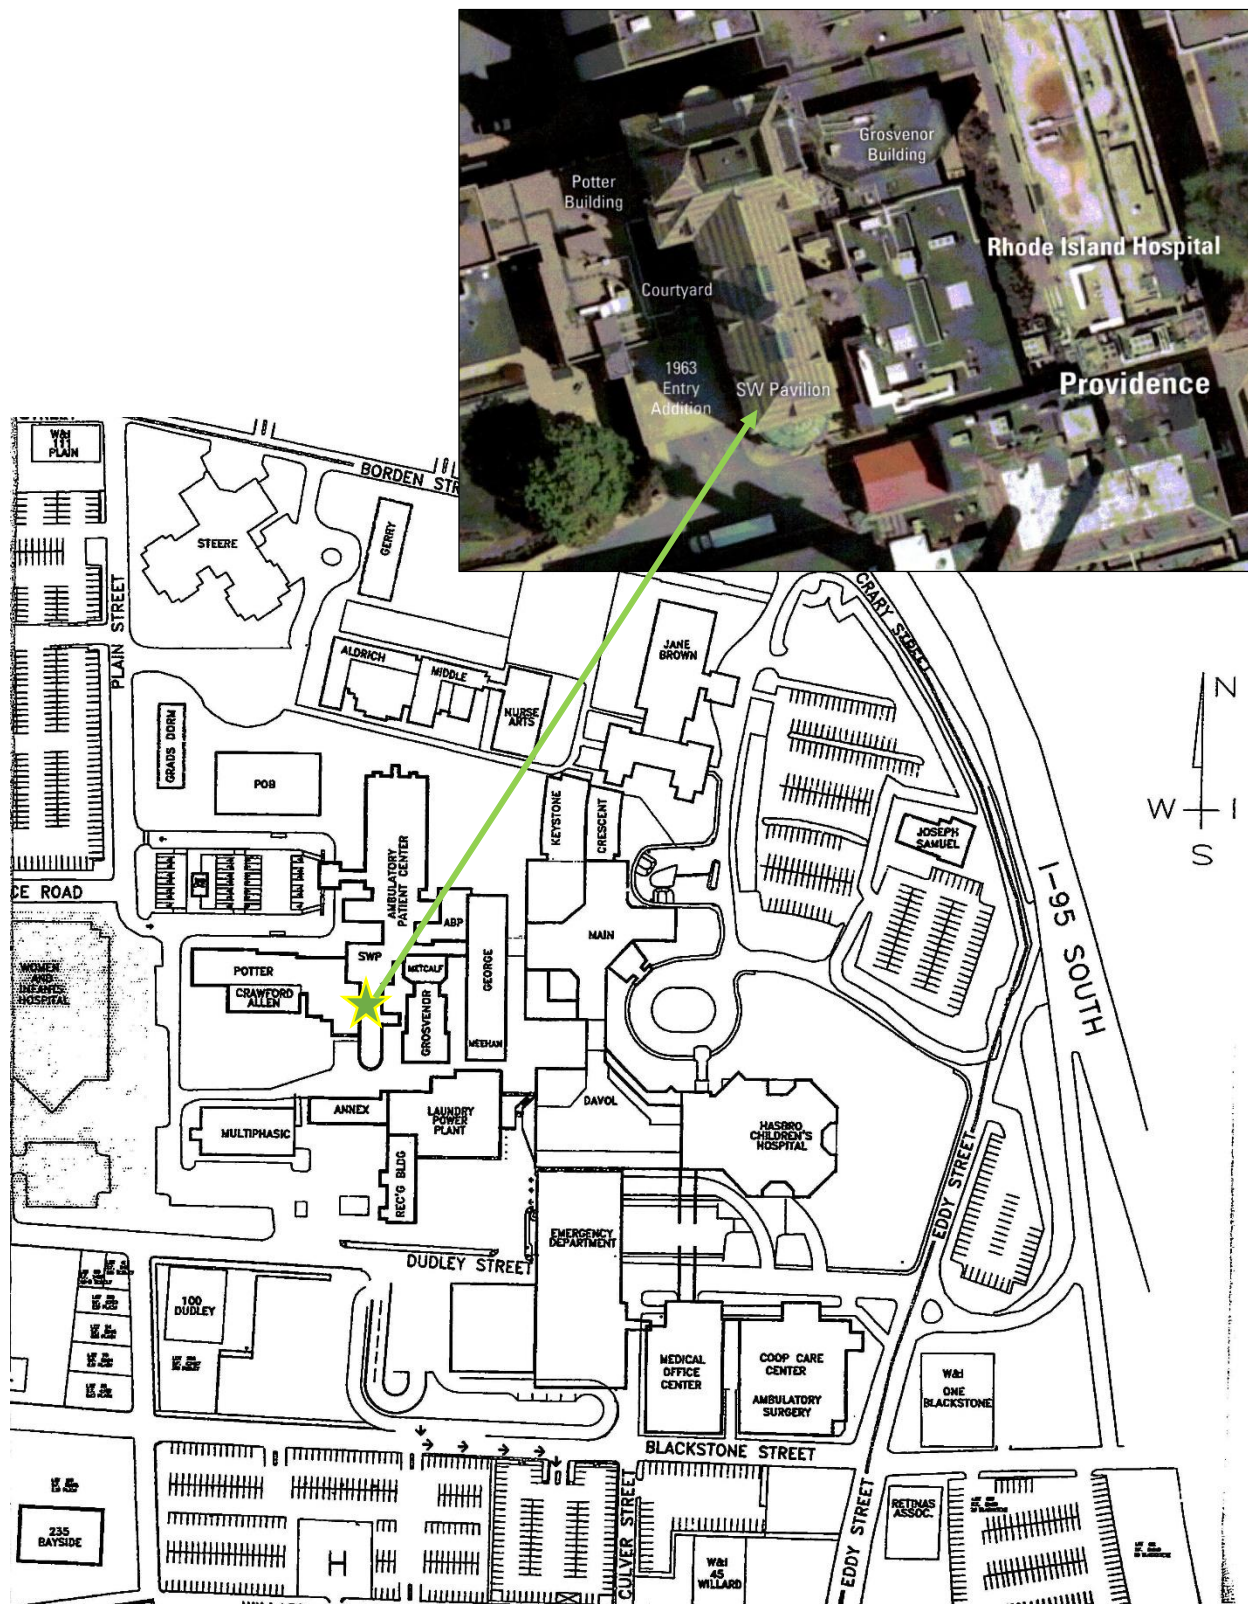 Grosvenor
Building
Potter
Building
Rhode Island Hospital
Courtyard
1963
Entry
Addition
SW Pavilion
Providence
W&I
111
PLAIN
BORDEN STR
STEERE
GERRY
PLAIN STREET
CRARY STREET
JANE
BROWN
ALDRICH
MIDDLE
NURSE
ARTS
N
GRADS DORM
POB
KEYSTONE
CRESCENT
W
I
S
JOSEPH
SAMUEL
AMBULATORY
PATIENT CENTER
CE ROAD
I-95 SOUTH
ABP
MAIN
SWP
POTTER
METCALF
GEORGE
WOMEN
AND
INFANTS
HOSPITAL
CRAWFORD
ALLEN
GROSVENOR
MEEHAN
ANNEX
LAUNDRY
POWER
PLANT
DAVOL
MULTIPHASIC
HASBRO
CHILDREN'S
HOSPITAL
REC'G BLDG
EDDY STREET
EMERGENCY
DEPARTMENT
DUDLEY STREET
100
DUDLEY
MEDICAL
OFFICE
CENTER
COOP CARE
CENTER
AMBULATORY
SURGERY
W&I
ONE
BLACKSTONE
BLACKSTONE STREET
CULVER STREET
EDDY STREET
RETINAS
ASSOC.
235
BAYSIDE
H
W&I
45
WILLARD